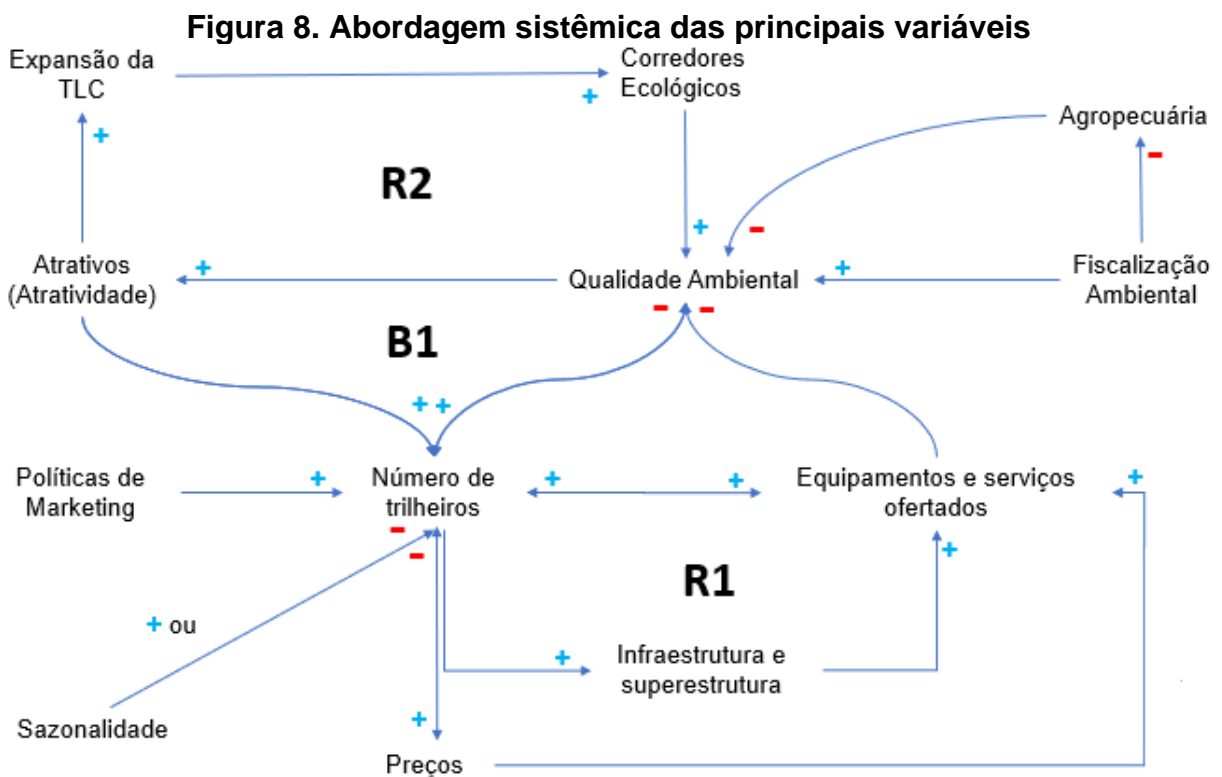 Figura 8. Abordagem sistêmica das principais variáveis
Expansão da
TLC
+
Corredores
Ecológicos
+
Agropecuária
-
R2
+
-
Atrativos
(Atratividade)
+
Qualidade Ambiental
+
Fiscalização
Ambiental
- -
B1
+ +
Políticas de
Marketing
+
Número de
trilheiros
+
+
Equipamentos e serviços
ofertados
+
-
-
+
R1
+ ou
+
Infraestrutura e
superestrutura
Sazonalidade
+
Preços